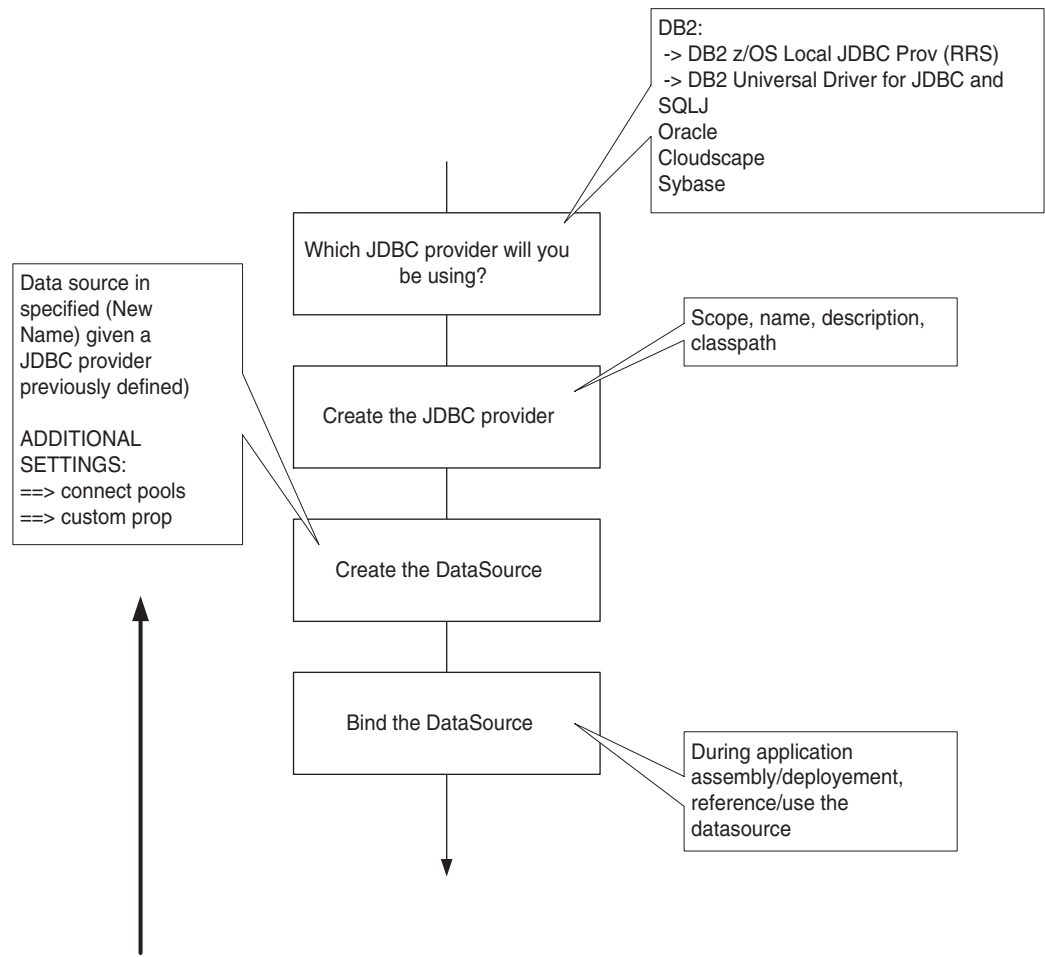 DB2:
-> DB2 z/OS Local JDBC Prov (RRS)
-> DB2 Universal Driver for JDBC and
SQLJ
Oracle
Cloudscape
Sybase
Which JDBC provider will you
be using?
Data source in
specified (New
Name) given a
JDBC provider
previously defined)
ADDITIONAL
SETTINGS:
==> connect pools
==> custom prop
Scope, name, description,
classpath
Create the JDBC provider
Create the DataSource
Bind the DataSource
During application
assembly/deployement,
reference/use the
datasource